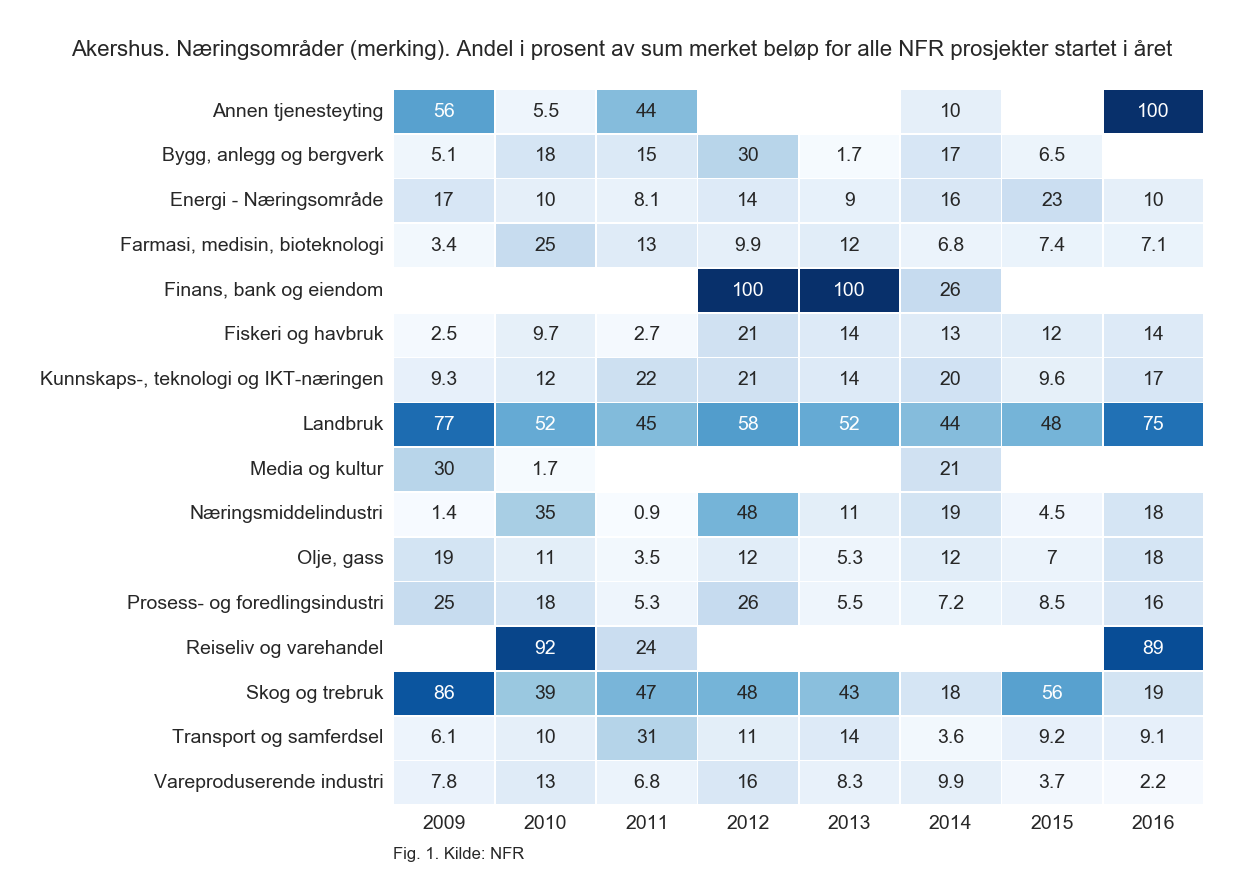 Akershus. Næringsområder (merking). Andel i prosent av sum merket beløp for alle NFR prosjekter startet i året
Annen tjenesteyting 56 5.5 44 10 100
Bygg, anlegg og bergverk 5.1 18 15 30 1.7 17 6.5
Energi - Næringsområde 17 10 8.1 14 9 16 23 10
Farmasi, medisin, bioteknologi 3.4 25 13 9.9 12 6.8 7.4 7.1
Finans, bank og eiendom 100 100 26
Fiskeri og havbruk 2.5 9.7 2.7 21 14 13 12 14
Kunnskaps-, teknologi og IKT-næringen 9.3 12 22 21 14 20 9.6 17
Landbruk 77 52 45 58 52 44 48 75
Media og kultur 30 1.7 21
Næringsmiddelindustri 1.4 35 0.9 48 11 19 4.5 18
Olje, gass 19 11 3.5 12 5.3 12 7 18
Prosess- og foredlingsindustri 25 18 5.3 26 5.5 7.2 8.5 16
Reiseliv og varehandel 92 24 89
Skog og trebruk 86 39 47 48 43 18 56 19
Transport og samferdsel 6.1 10 31 11 14 3.6 9.2 9.1
Vareproduserende industri 7.8 13 6.8 16 8.3 9.9 3.7 2.2
2009 2010 2011 2012 2013 2014 2015 2016
Fig. 1. Kilde: NFR